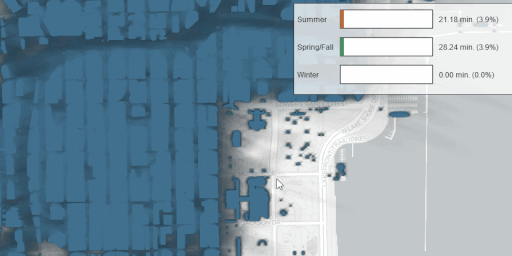 Summer 21.18 min. (3.9%)
Spring/Fall 28.24 min. (3.9%)
Winter 0.00 min. (0.0%)